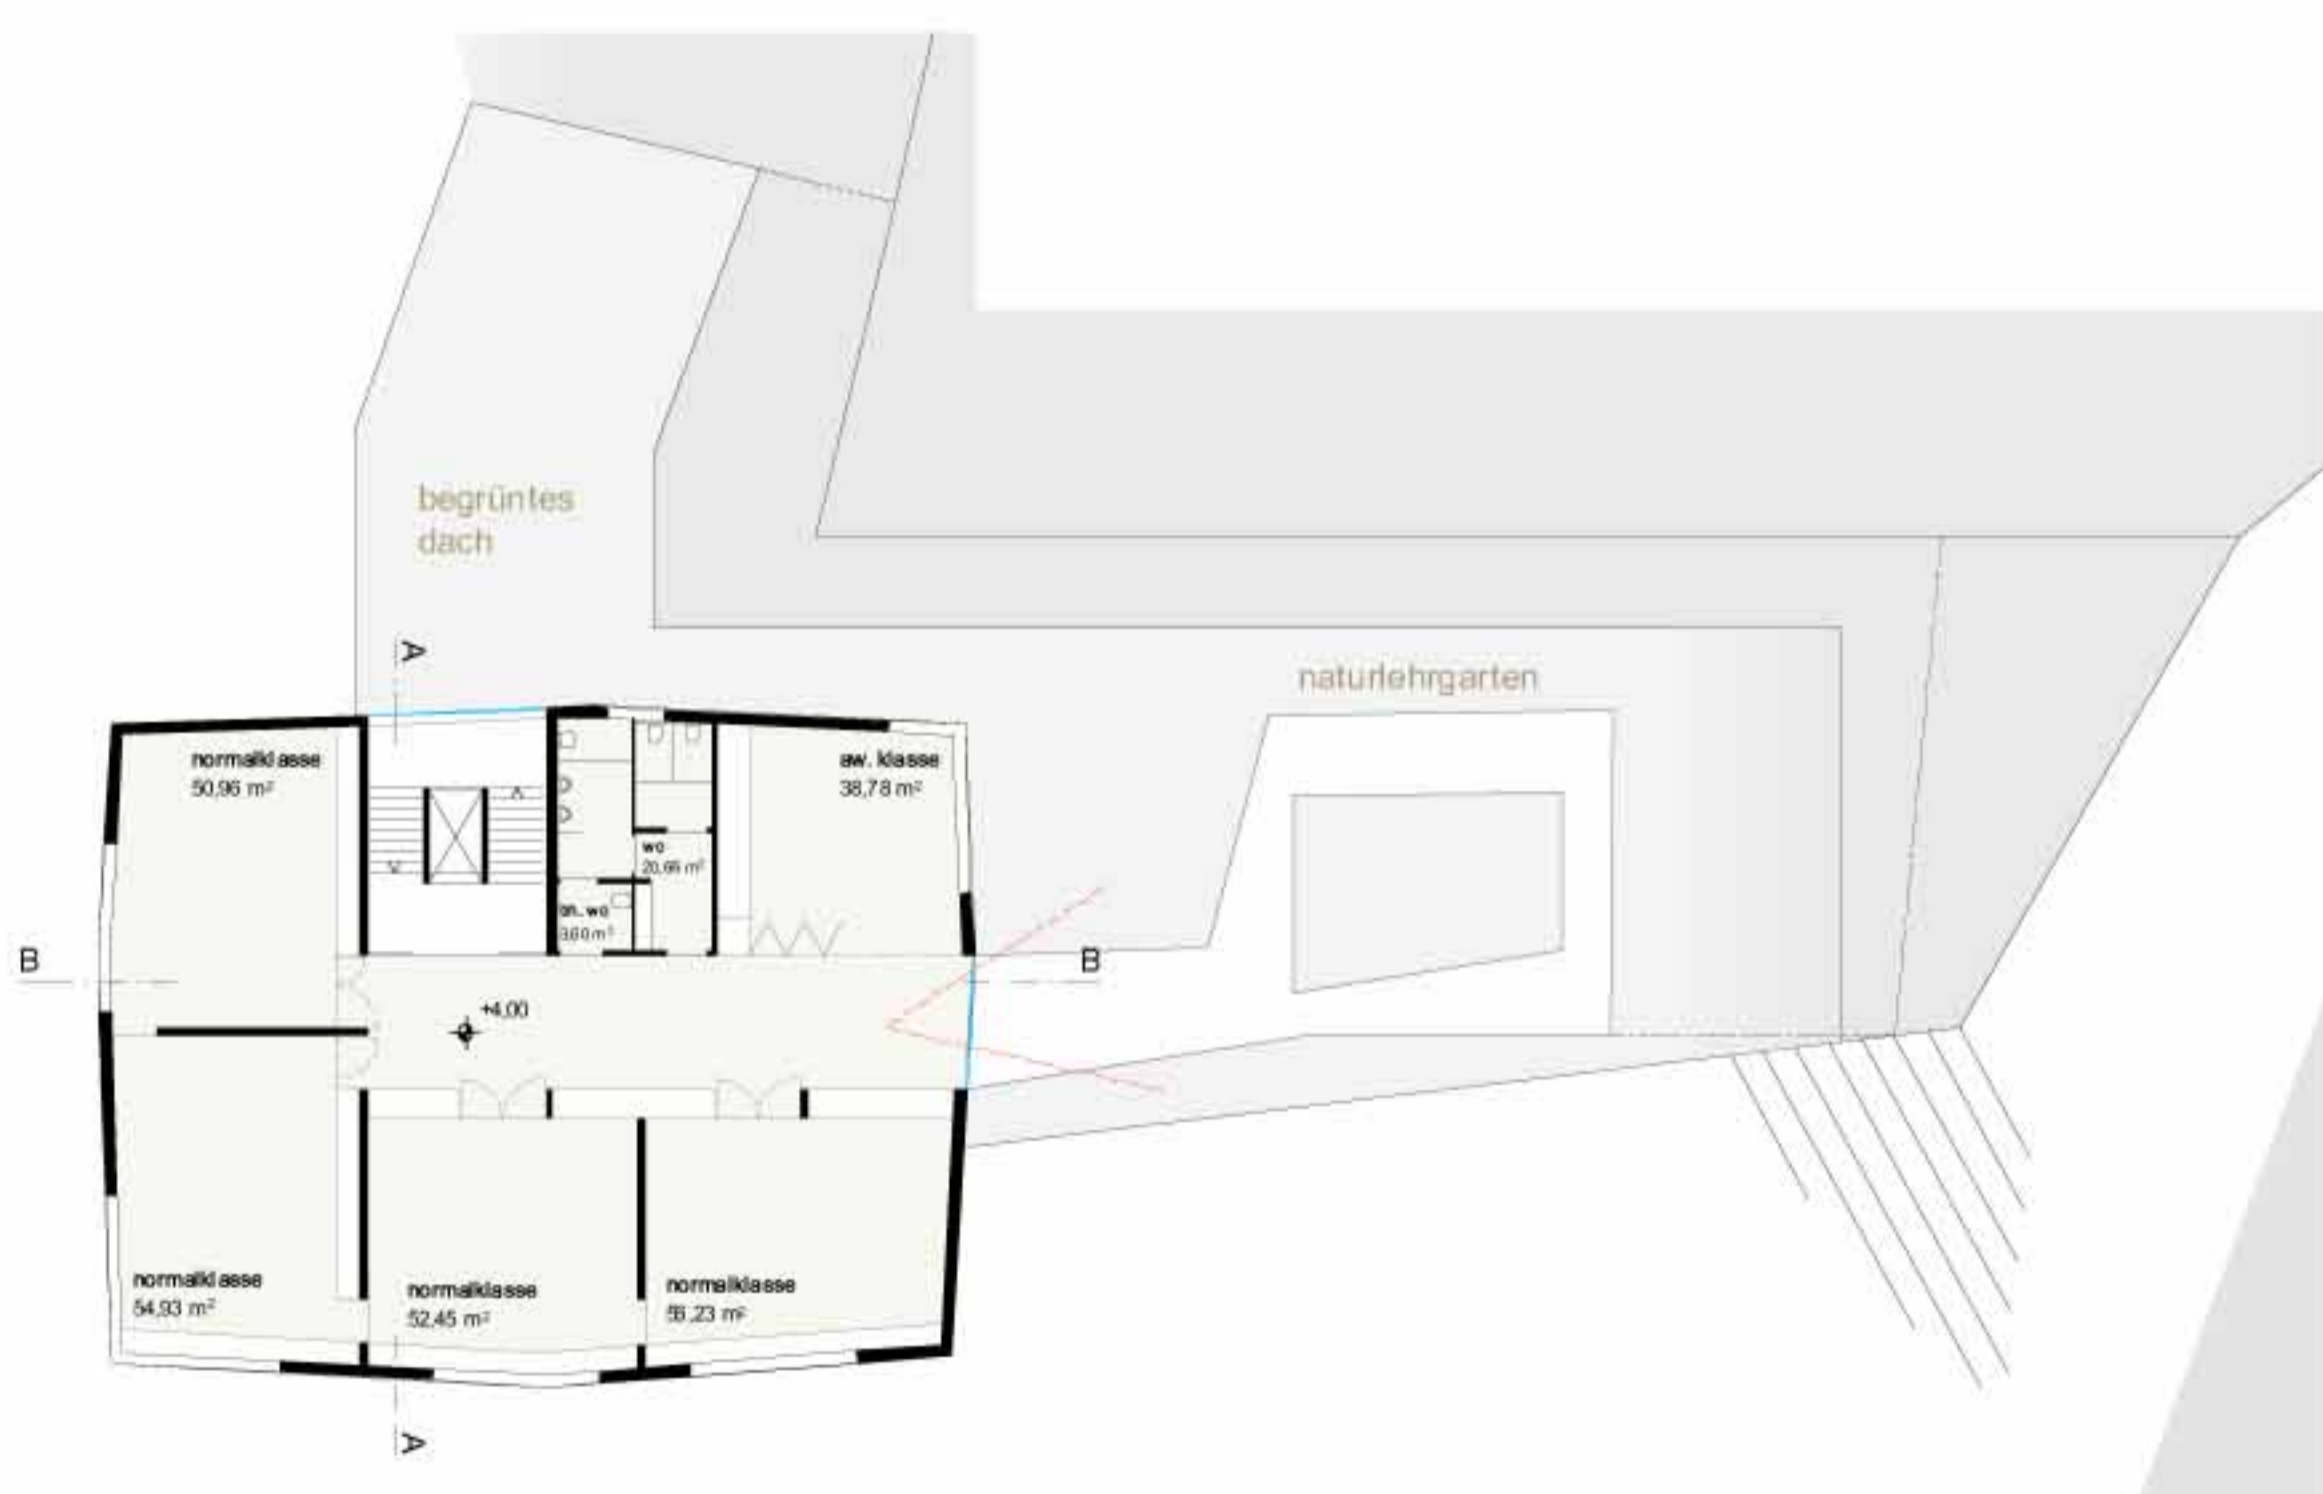 begrüntes
dach
A
naturlehrgarten
normalklasse
50,96 m²
aw. klasse
38,78 m²
wc
20,66 m²
wc
B
B
+4,00
normalklasse
54,93 m²
normalklasse
52,45 m²
normalklasse
,23 m²
A